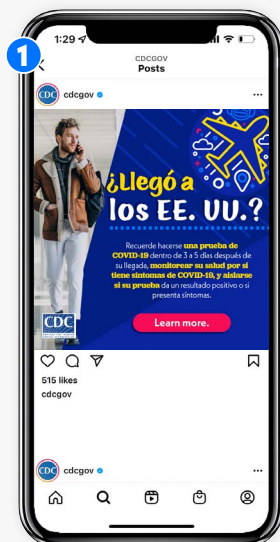 1
1:29
CDCGOV
Posts
CDC cdcgov
¿Llegó a
los EE. UU.?
Recuerde hacerse una prueba de
COVID-19 dentro de 3 a 5 días después de
su llegada, monitorear su salud por si
tiene síntomas de COVID-19, y aislarse
si su prueba da un resultado positivo o si
presenta síntomas.
CDC
Learn more.
515 likes
cdcgov
CDC cdcgov